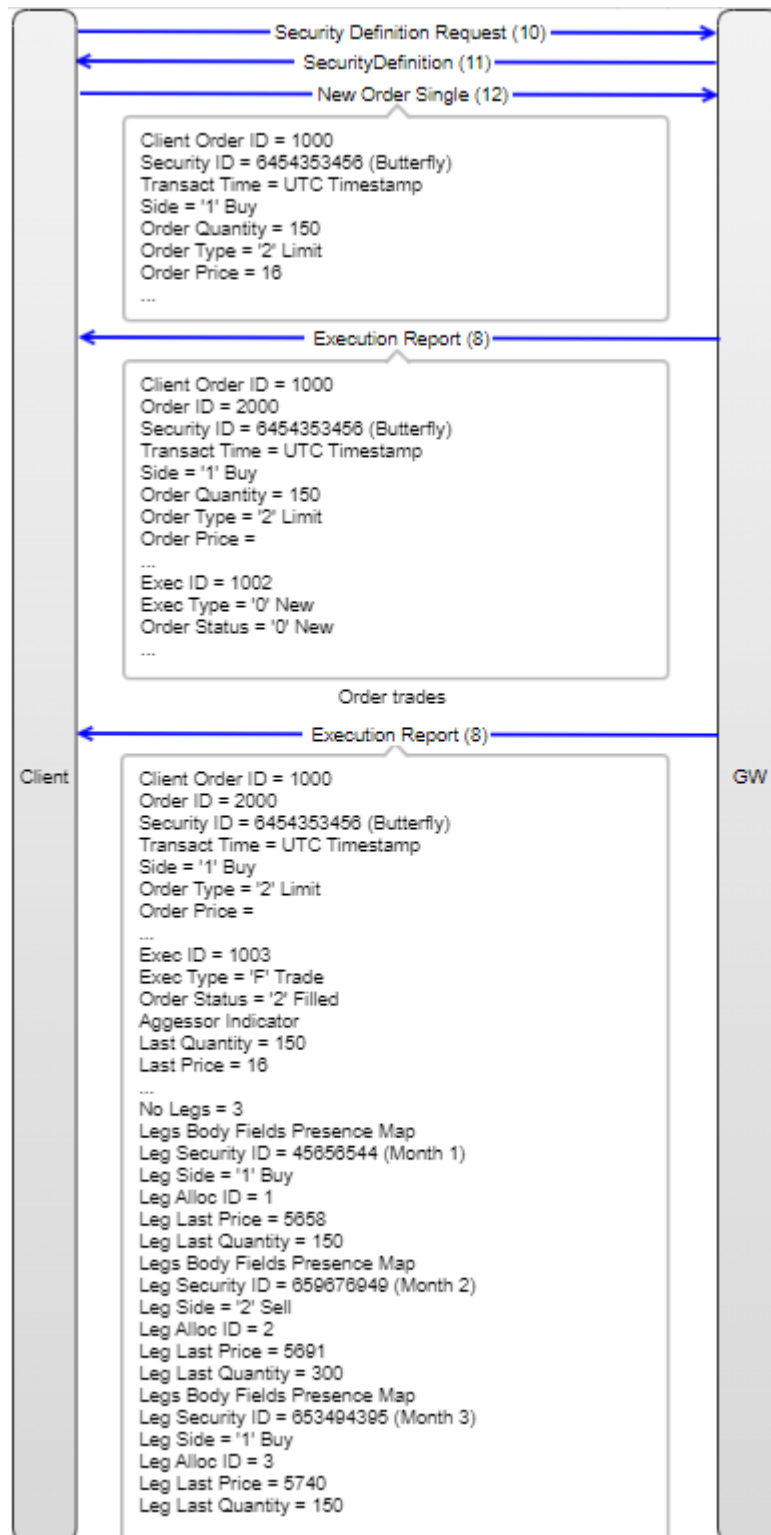 Security Definition Request (10)
SecurityDefinition (11)
New Order Single (12)
Client Order ID = 1000
Security ID = 6454353456 (Butterfly)
Transact Time = UTC Timestamp
Side = '1' Buy
Order Quantity = 150
Order Type = '2' Limit
Order Price = 16
...
Execution Report (8)
Client Order ID = 1000
Order ID = 2000
Security ID = 6454353456 (Butterfly)
Transact Time = UTC Timestamp
Side = '1' Buy
Order Quantity = 150
Order Type = '2' Limit
Order Price =
...
Exec ID = 1002
Exec Type = '0' New
Order Status = '0' New
...
Order trades
Execution Report (8)
Client
GW
Client Order ID = 1000
Order ID = 2000
Security ID = 6454353456 (Butterfly)
Transact Time = UTC Timestamp
Side = '1' Buy
Order Type = '2' Limit
Order Price =
...
Exec ID = 1003
Exec Type = 'F' Trade
Order Status = '2' Filled
Aggessor Indicator
Last Quantity = 150
Last Price = 16
...
No Legs = 3
Legs Body Fields Presence Map
Leg Security ID = 45656544 (Month 1)
Leg Side = '1' Buy
Leg Alloc ID = 1
Leg Last Price = 5658
Leg Last Quantity = 150
Legs Body Fields Presence Map
Leg Security ID = 659676949 (Month 2)
Leg Side = '2' Sell
Leg Alloc ID = 2
Leg Last Price = 5691
Leg Last Quantity = 300
Legs Body Fields Presence Map
Leg Security ID = 653494395 (Month 3)
Leg Side = '1' Buy
Leg Alloc ID = 3
Leg Last Price = 5740
Leg Last Quantity = 150